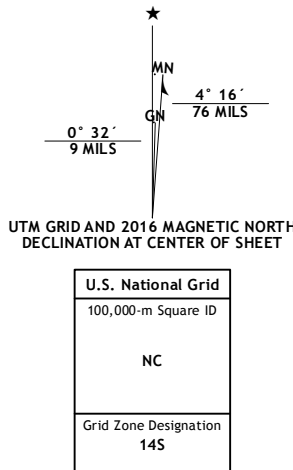 ★
MN
GN
4° 16´
76 MILS
0° 32´
9 MILS
UTM GRID AND 2016 MAGNETIC NORTH
DECLINATION AT CENTER OF SHEET
U.S. National Grid
100,000-m Square ID
NC
Grid Zone Designation
14S